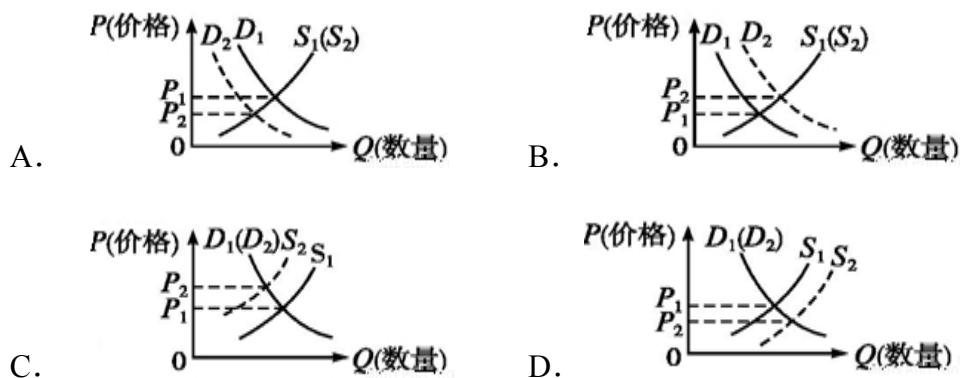 P(价格) D₂ D₁ S₁(S₂)
P₁
P₂
0 Q(数量)
A.
P(价格) D₁ D₂ S₁(S₂)
P₂
P₁
0 Q(数量)
B.
P(价格) D₁(D₂) S₂ S₁
P₂
P₁
0 Q(数量)
C.
P(价格) D₁(D₂) S₁ S₂
P₁
P₂
0 Q(数量)
D.